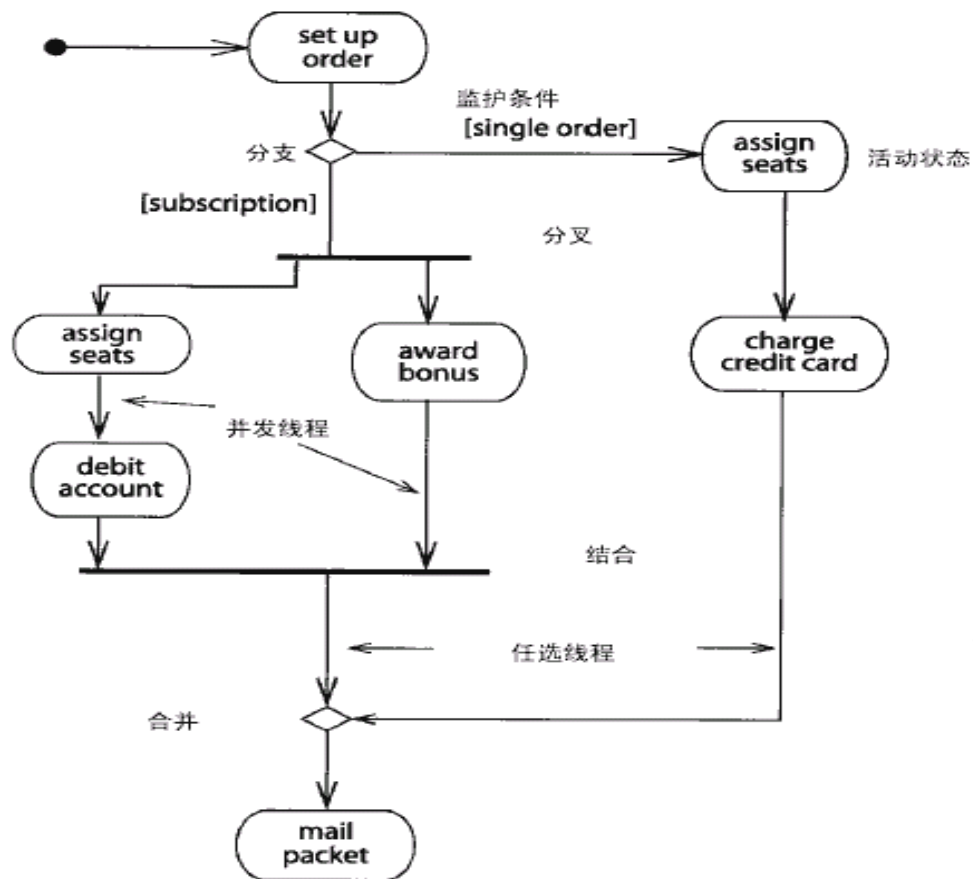 set up
order
监护条件
[single order]
分支
assign
seats
活动状态
[subscription]
分叉
assign
seats
award
bonus
charge
credit card
并发线程
debit
account
结合
任选线程
合并
mail
packet